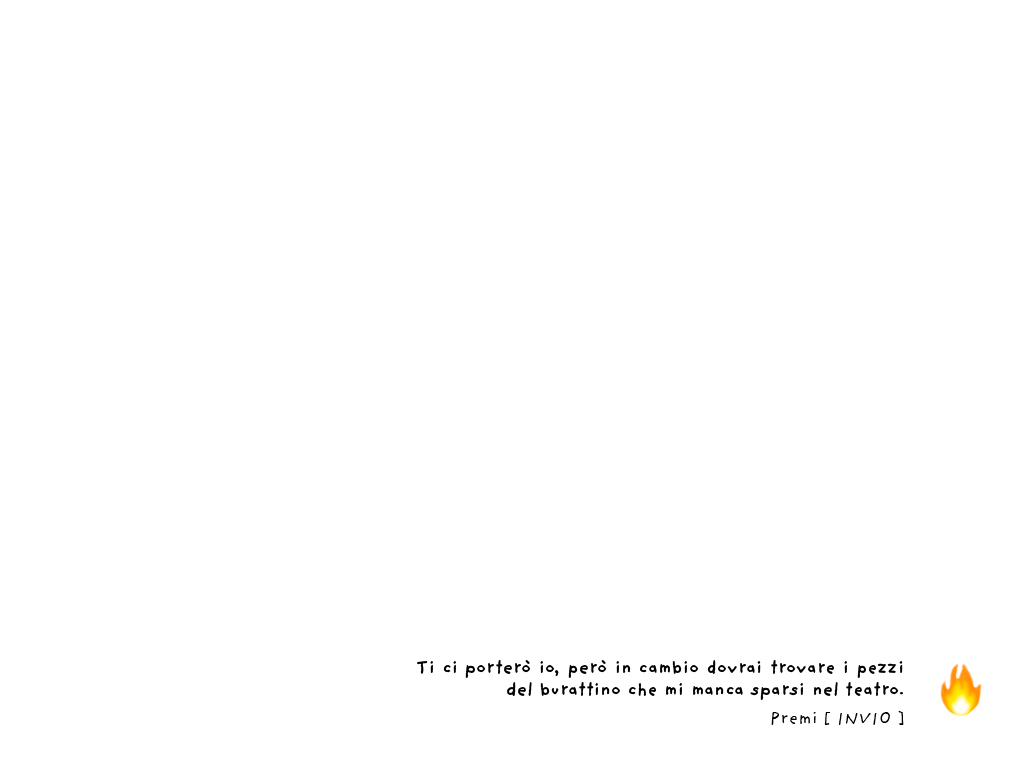 Ti ci porterò io, però in cambio dovrai trovare i pezzi
del burattino che mi manca sparsi nel teatro.
Premi [ INVIO ]